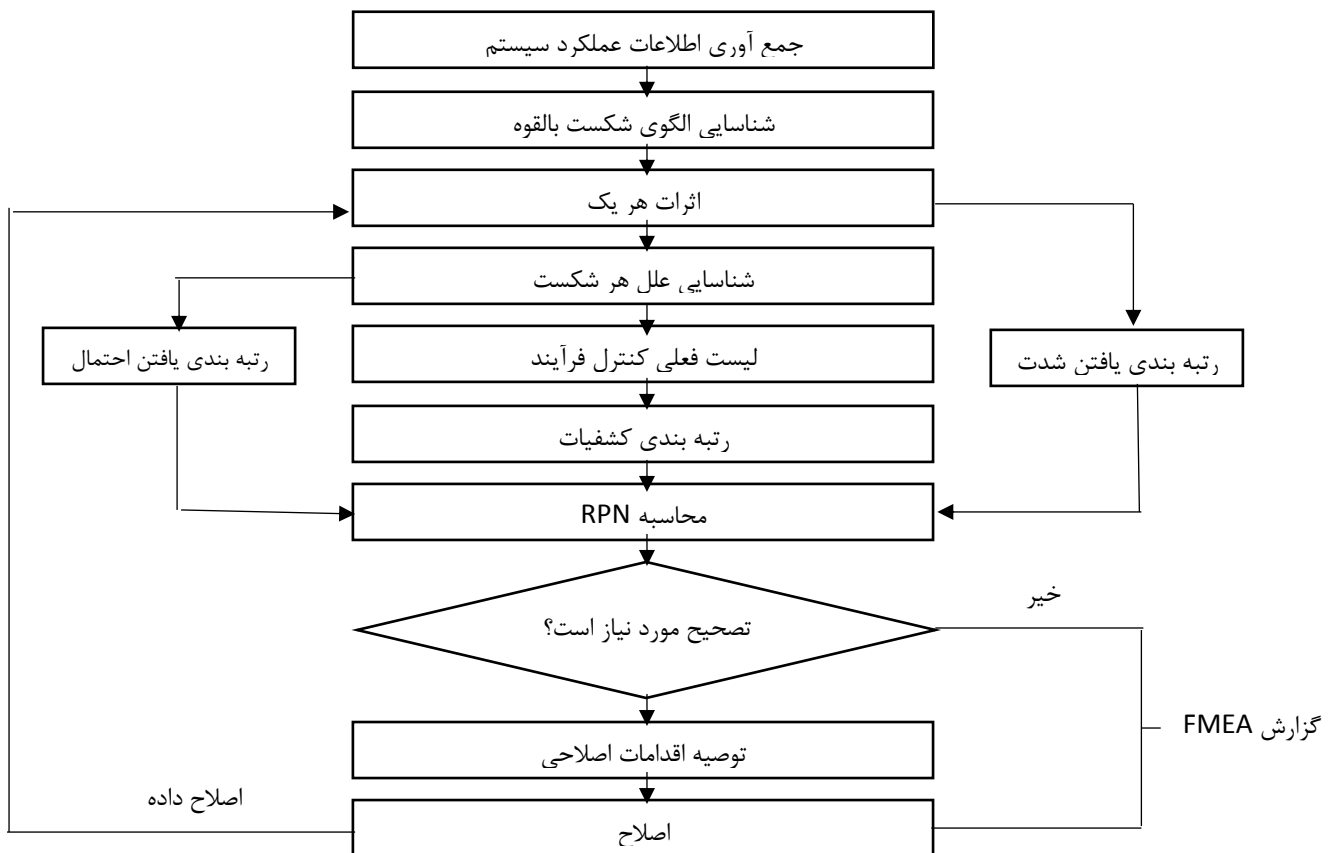 جمع آوری اطلاعات عملکرد سیستم
شناسایی الگوی شکست بالقوه
اثرات هر یک
شناسایی علل هر شکست
رتبه بندی یافتن احتمال
لیست فعلی کنترل فرآیند
رتبه بندی یافتن شدت
رتبه بندی کشفیات
محاسبه RPN
خیر
تصحیح مورد نیاز است؟
گزارش FMEA
توصیه اقدامات اصلاحی
اصلاح داده
اصلاح